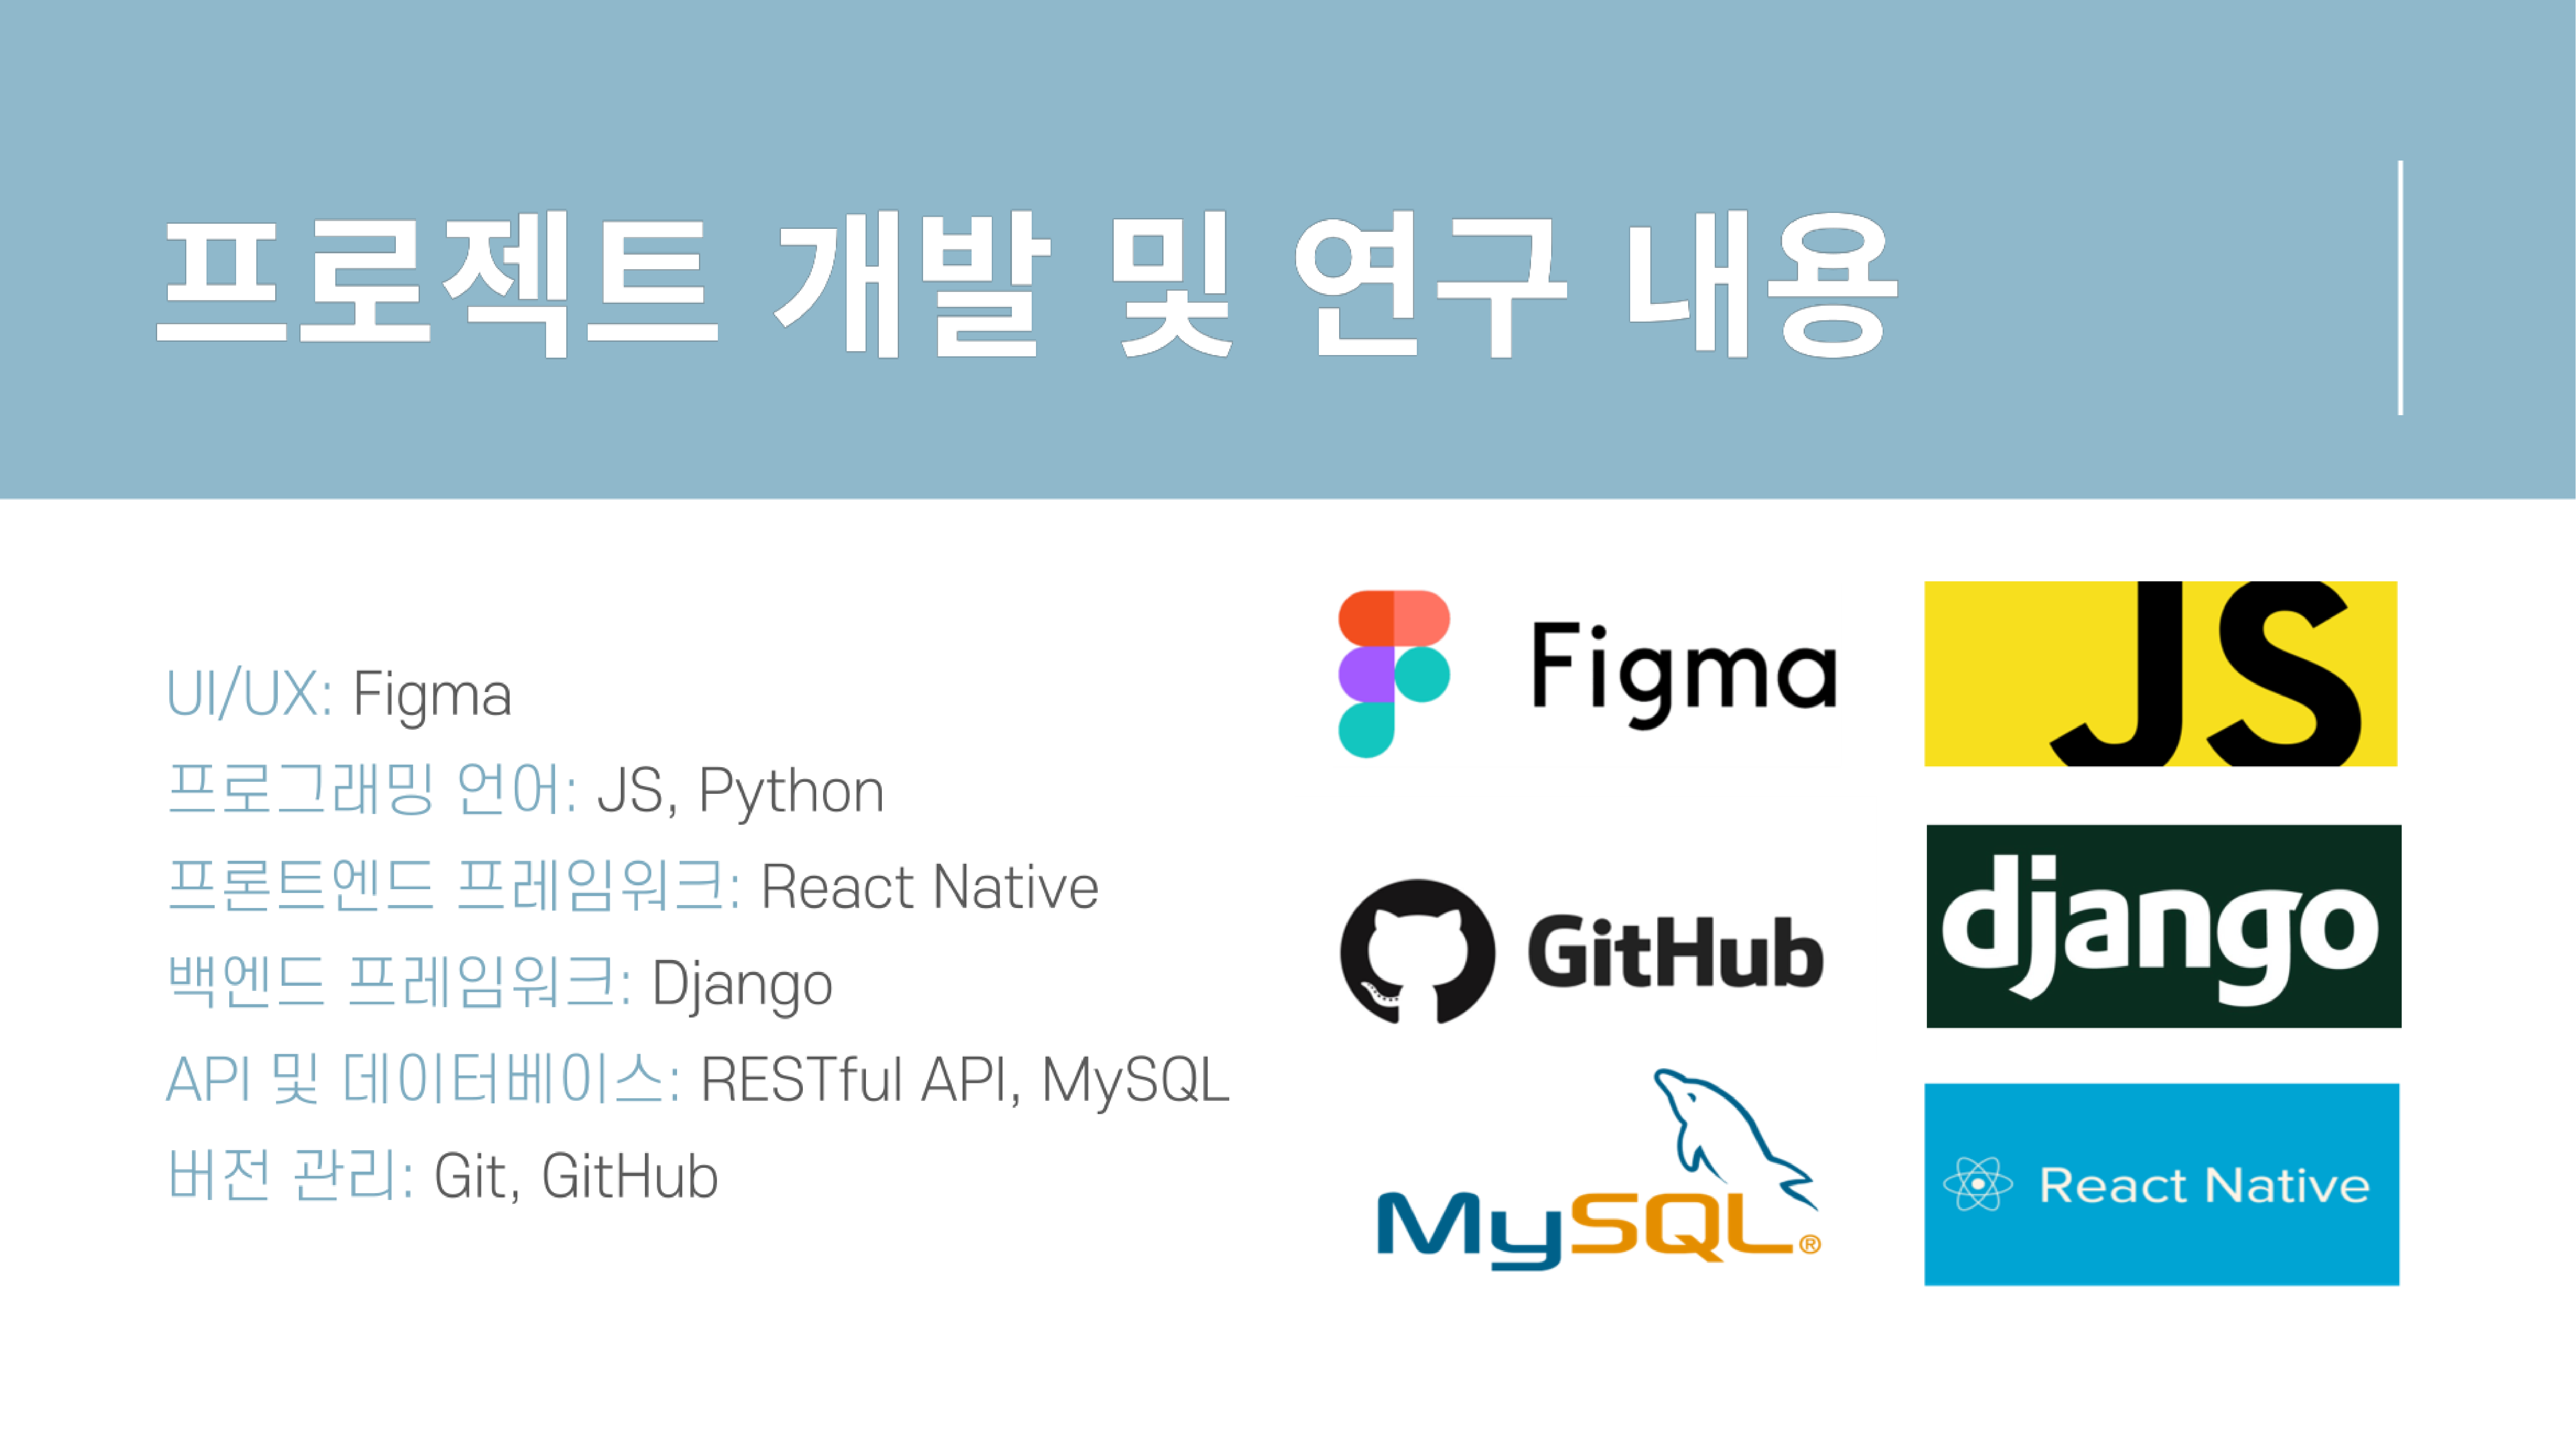 프로젝트 개발 및 연구 내용
UI/UX: Figma
프로그래밍 언어: JS, Python
프론트엔드 프레임워크: React Native
백엔드 프레임워크: Django
API 및 데이터베이스: RESTful API, MySQL
버전 관리: Git, GitHub
Figma
JS
GitHub
django
MySQL®
React Native